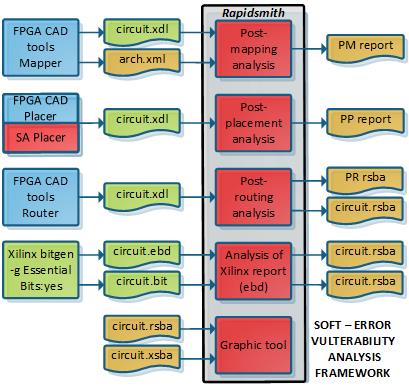 Rapidsmith
FPGA CAD
tools
Mapper
circuit.xdl
arch.xml
Post-
mapping
analysis
PM report
FPGA CAD
Placer
SA Placer
circuit.xdl
Post-
placement
analysis
PP report
FPGA CAD
tools
Router
circuit.xdl
Post-
routing
analysis
PR rsba
circuit.rsba
Xilinx bitgen
-g Essential
Bits:yes
circuit.ebd
circuit.bit
Analysis of
Xilinx report
(ebd)
circuit.rsba
circuit.rsba
circuit.rsba
circuit.xsba
Graphic tool
SOFT – ERROR
VULTERABILITY
ANALYSIS
FRAMEWORK